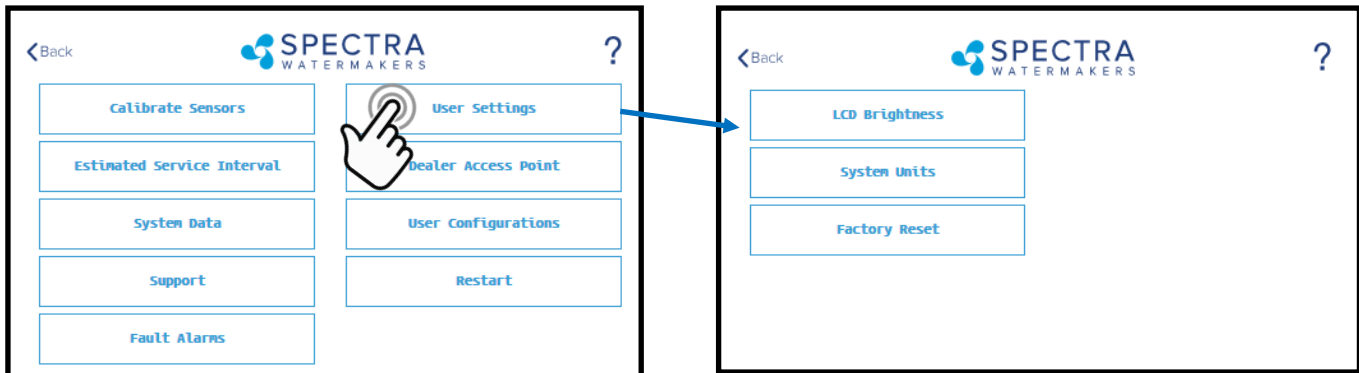 Back
SPECTRA
WATERMAKERS
?
Calibrate Sensors
User Settings
Estimated Service Interval
Dealer Access Point
System Data
User Configurations
Support
Restart
Fault Alarms
Back
SPECTRA
WATERMAKERS
?
LCD Brightness
System Units
Factory Reset